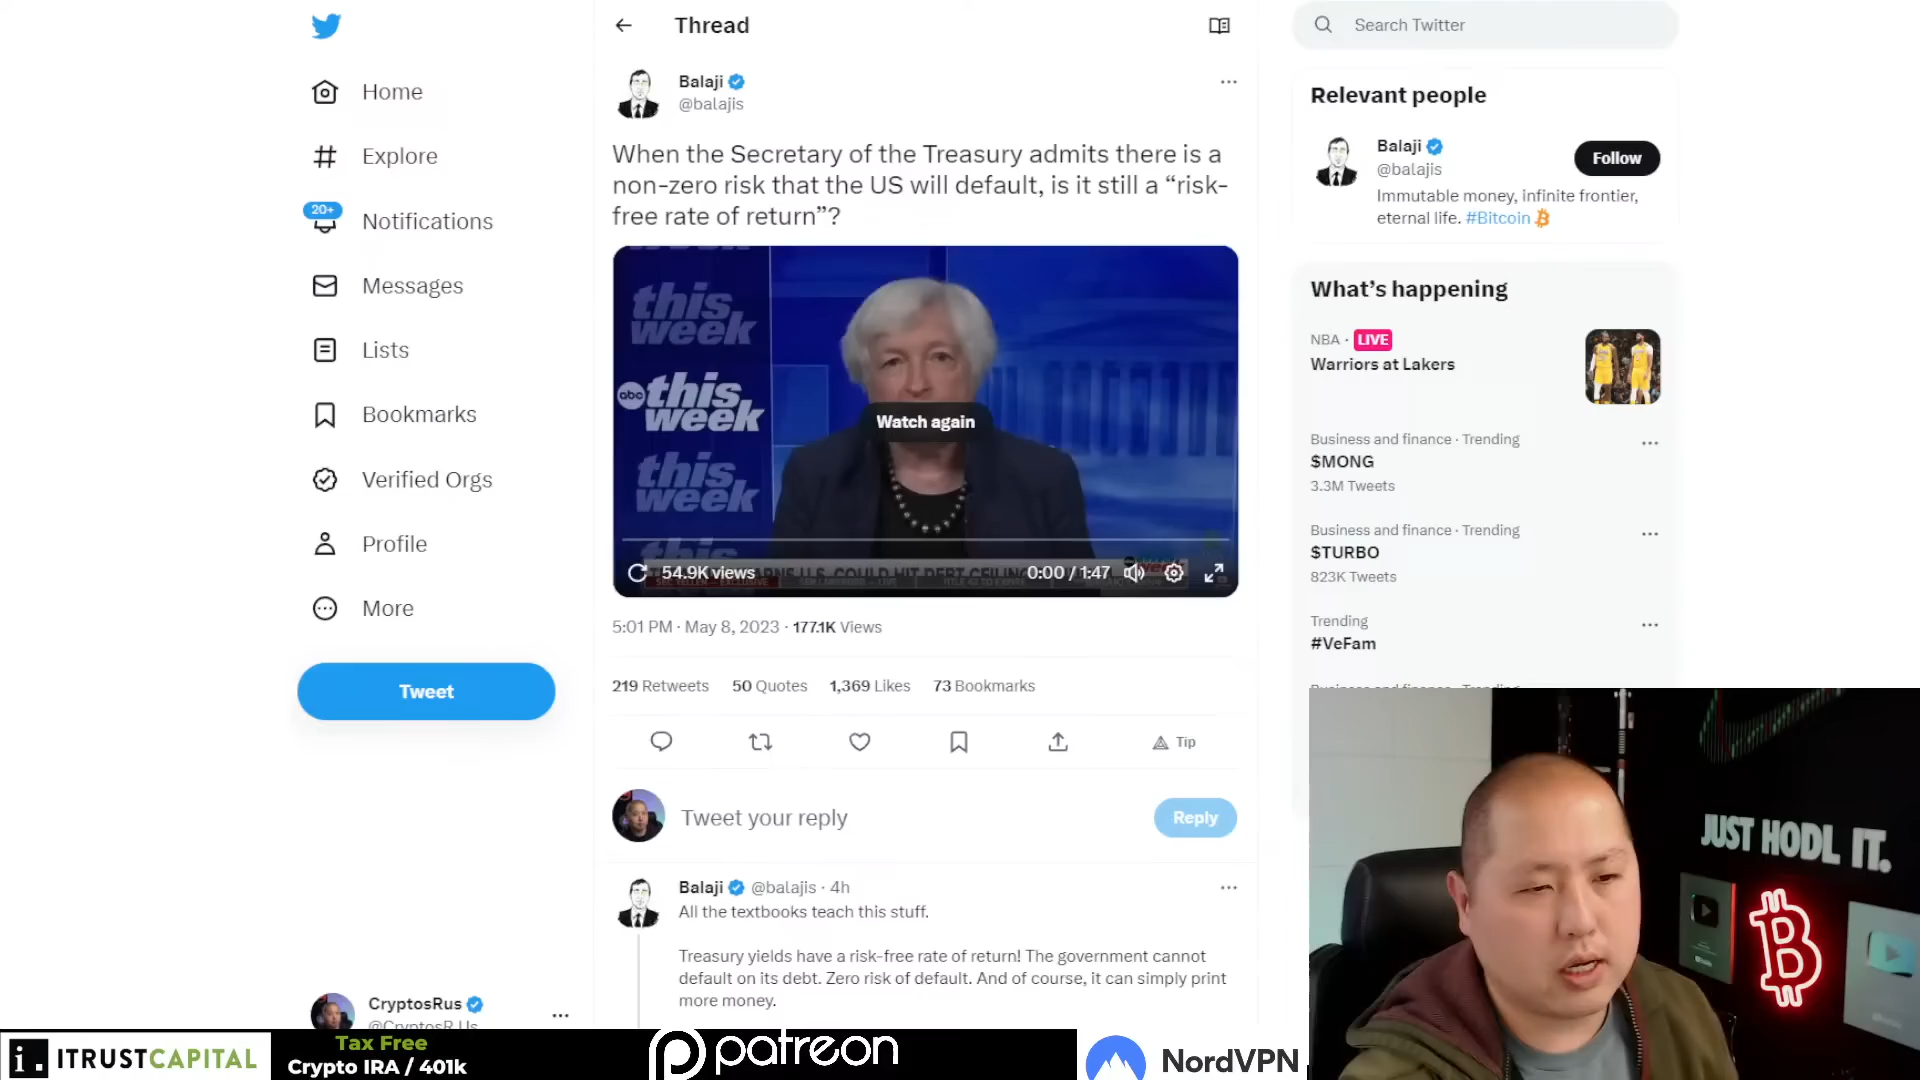 Thread
Search Twitter
Home
Explore
20+
Notifications
Messages
Lists
Bookmarks
Verified Orgs
Profile
More
Tweet
CryptosRus
@CryptosR_Us
Balaji
@balajis
When the Secretary of the Treasury admits there is a
non-zero risk that the US will default, is it still a “risk-
free rate of return”?
this
week
abc
this
week
this
week
Watch again
54.9K views
0:00 / 1:47
5:01 PM · May 8, 2023 · 177.1K Views
219 Retweets 50 Quotes 1,369 Likes 73 Bookmarks
Tip
Tweet your reply
Reply
Balaji @balajis · 4h
All the textbooks teach this stuff.
Treasury yields have a risk-free rate of return! The government cannot
default on its debt. Zero risk of default. And of course, it can simply print
more money.
Relevant people
Balaji
@balajis
Follow
Immutable money, infinite frontier,
eternal life. #Bitcoin
What’s happening
NBA · LIVE
Warriors at Lakers
Business and finance · Trending
$MONG
3.3M Tweets
Business and finance · Trending
$TURBO
823K Tweets
Trending
#VeFam
JUST HODL IT.
i. ITRUSTCAPITAL
Tax Free
Crypto IRA / 401k
patreon
NordVPN